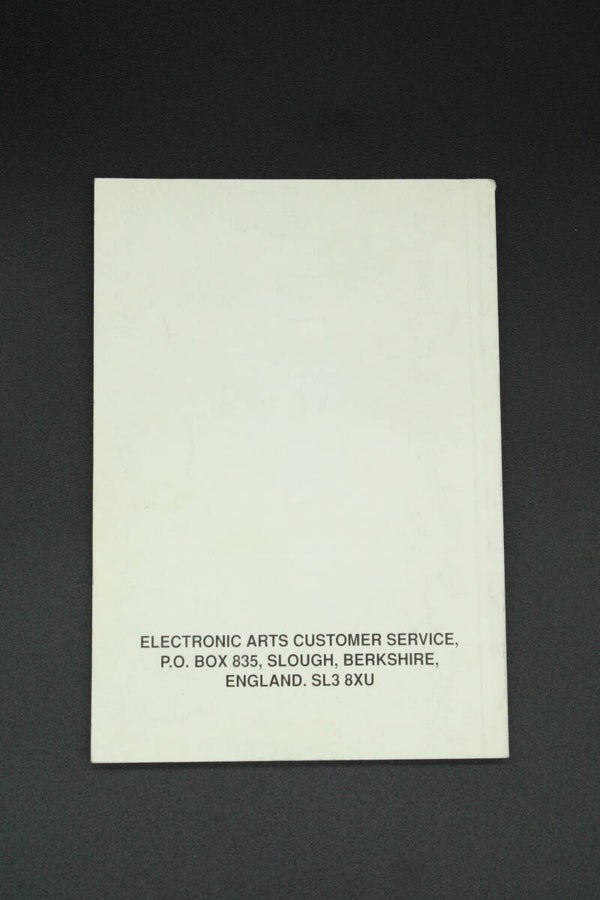 ELECTRONIC ARTS CUSTOMER SERVICE,
P.O. BOX 835, SLOUGH, BERKSHIRE,
ENGLAND. SL3 8XU